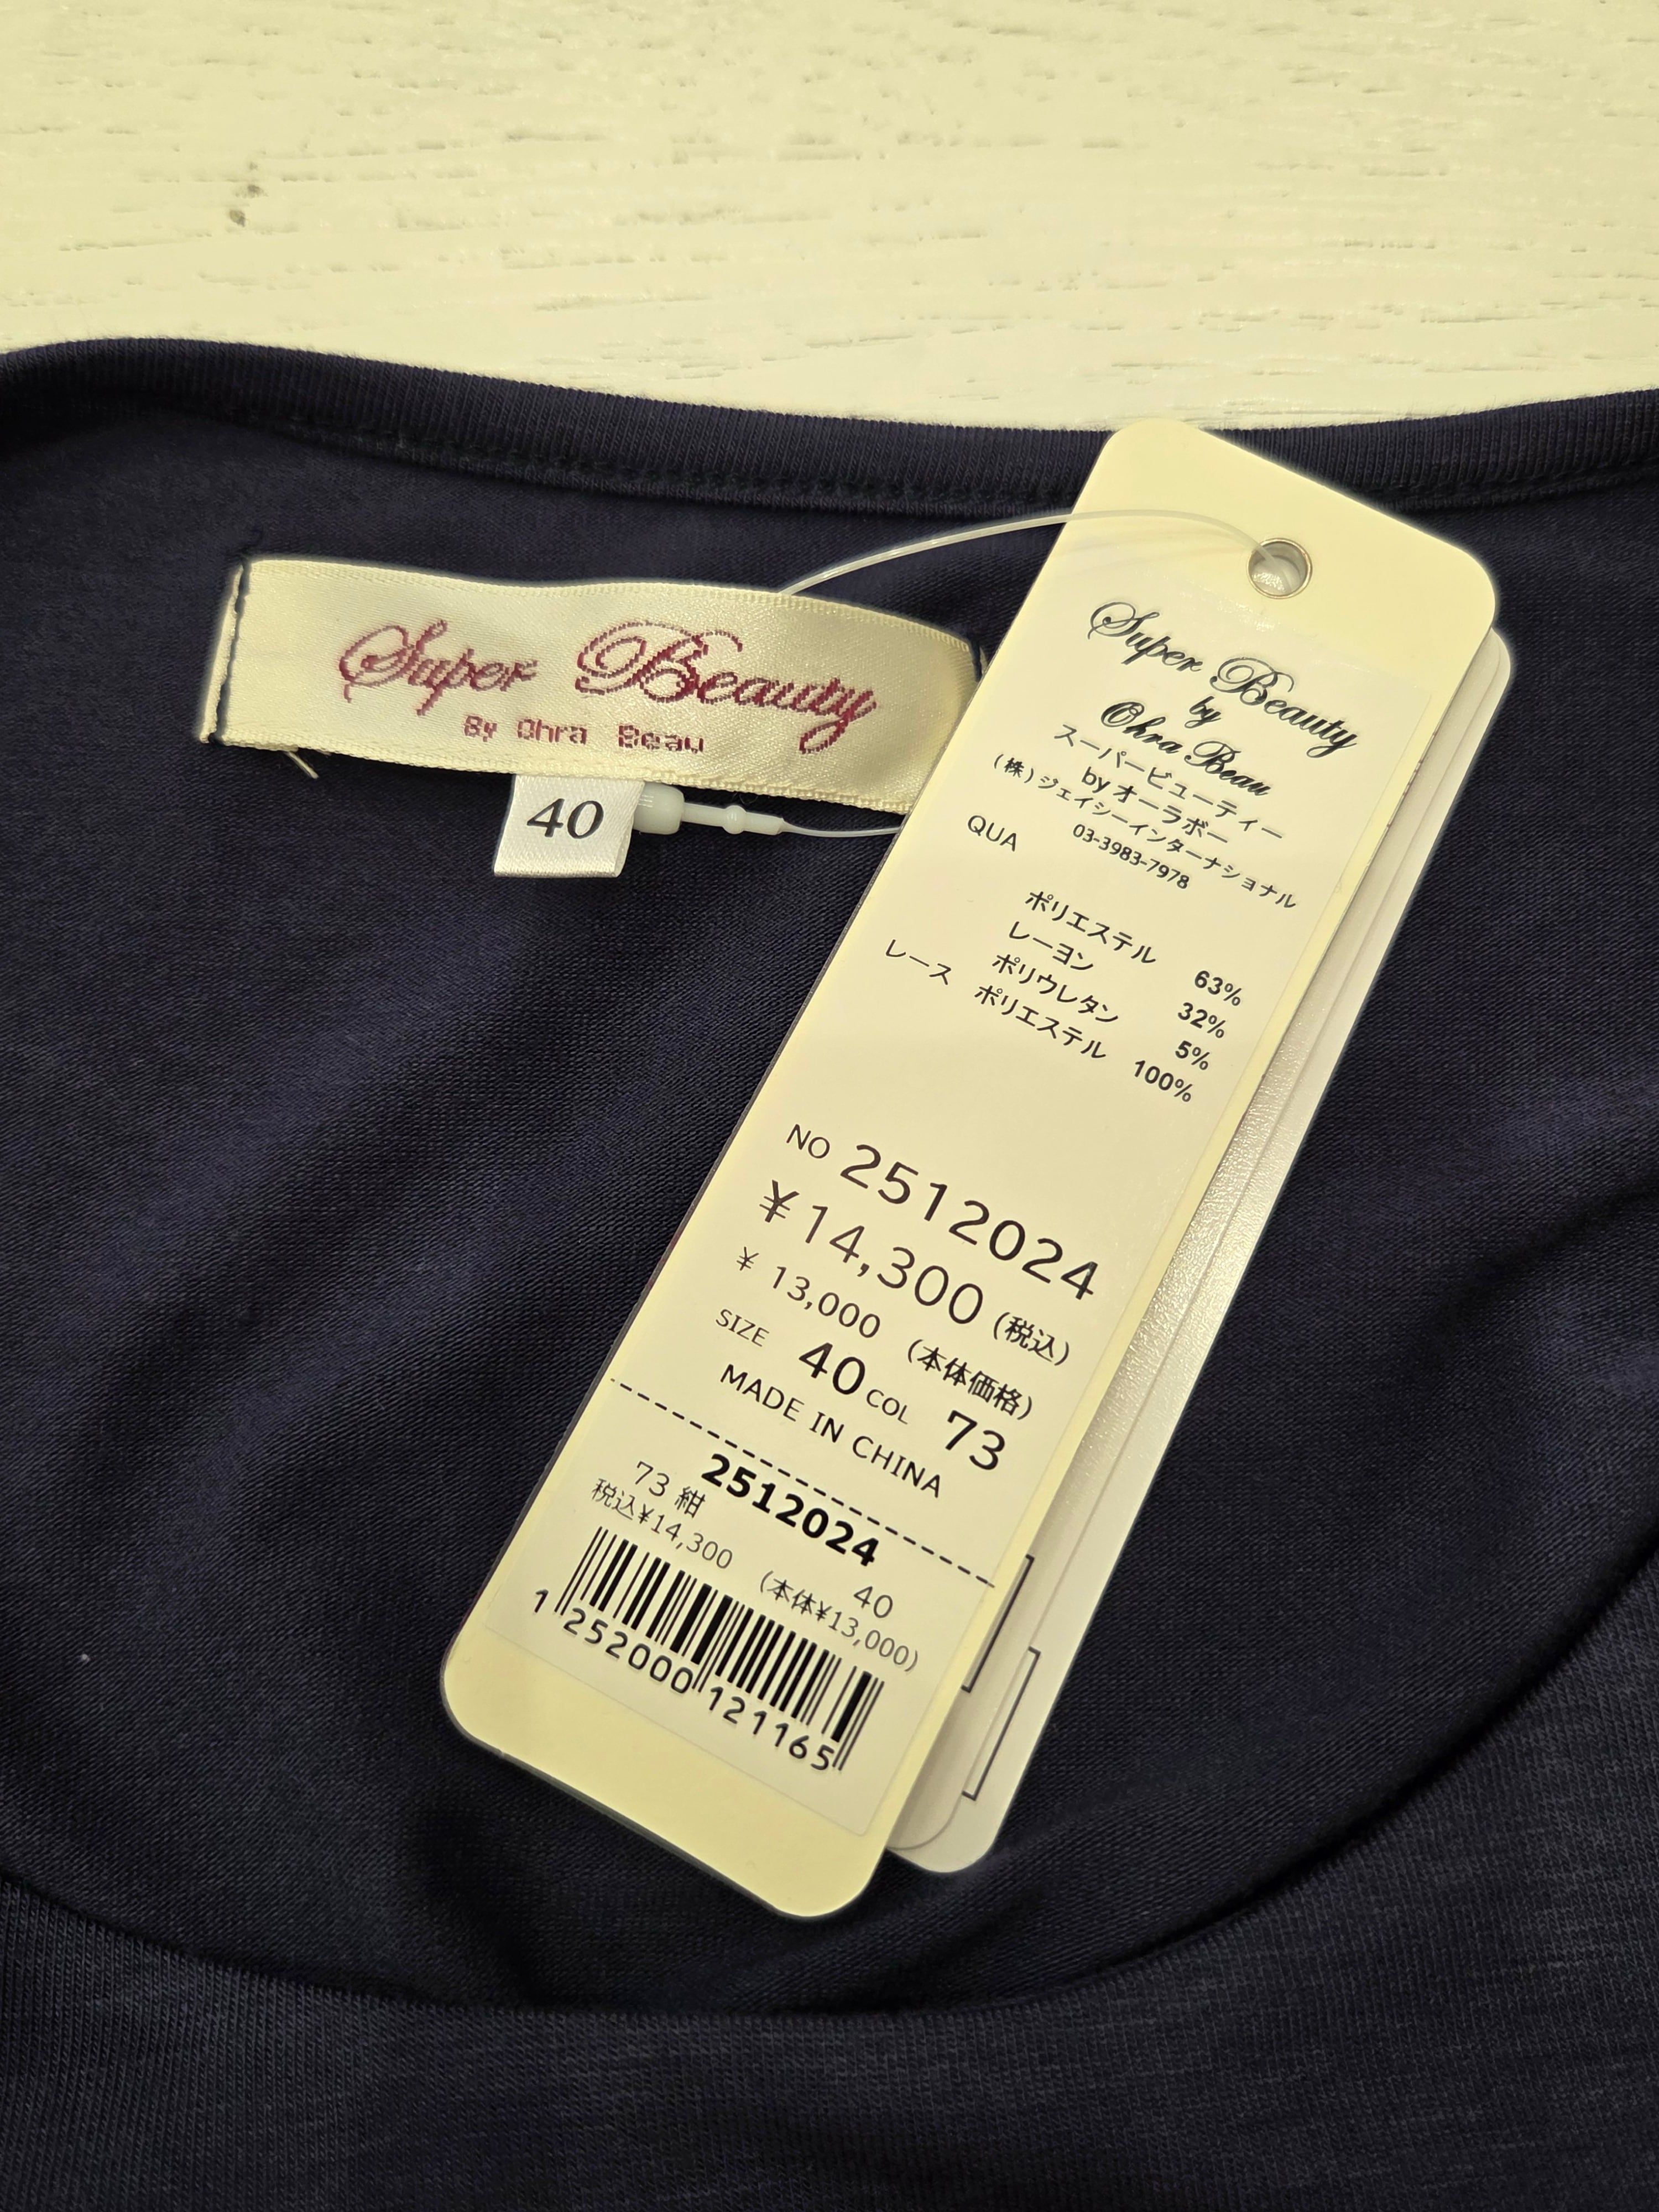 Super Beauty
By Ohra Beau
40
Super Beauty
by
Ohra Beau
スーパービューティー
by オーラボー
(株)ジェイシーインターナショナル
03-3983-7978
QUA
ポリエステル 63%
レーヨン 32%
ポリウレタン 5%
レース ポリエステル 100%
NO 2512024
¥14,300 (税込)
¥ 13,000 (本体価格)
SIZE 40 COL 73
MADE IN CHINA
2512024
73 紺 40
税込¥14,300 (本体¥13,000)
1 252000 121165